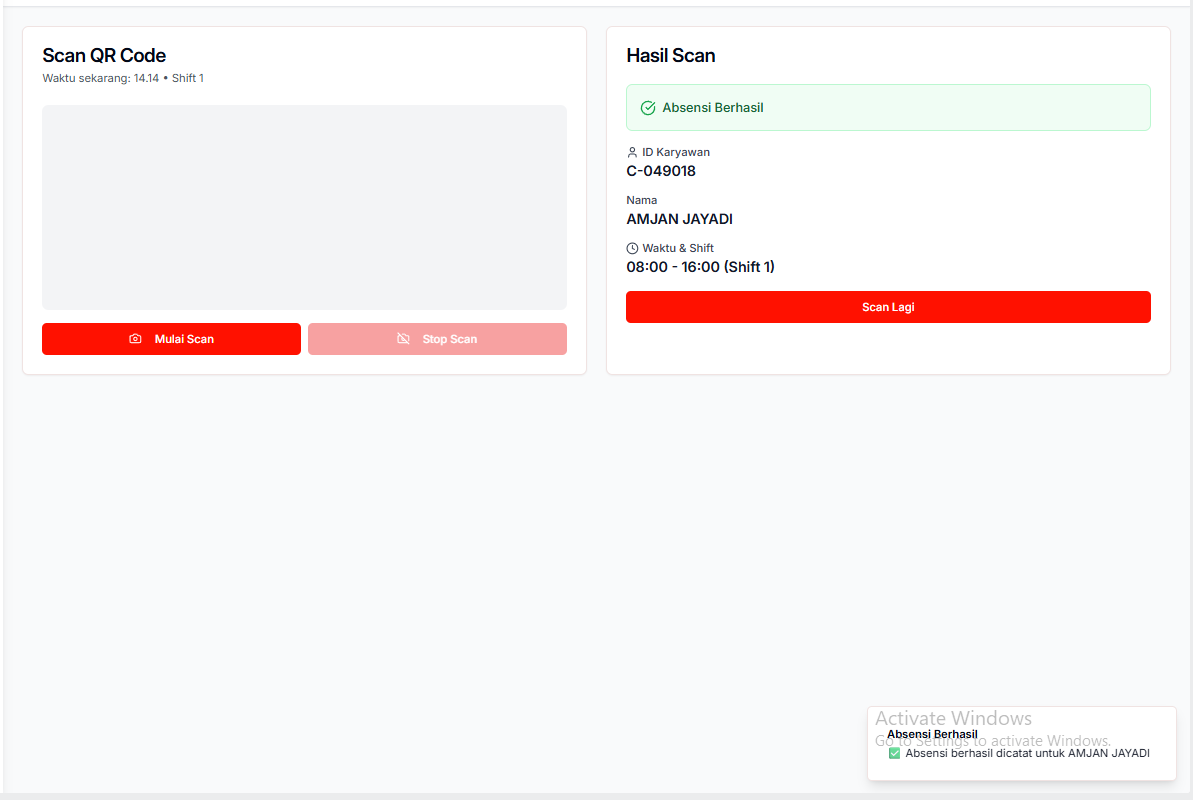 Scan QR Code
Waktu sekarang: 14.14 • Shift 1
Mulai Scan
Stop Scan
Hasil Scan
Absensi Berhasil
ID Karyawan
C-049018
Nama
AMJAN JAYADI
Waktu & Shift
08:00 - 16:00 (Shift 1)
Scan Lagi
Activate Windows
Go to Settings to activate Windows.
Absensi Berhasil
✅ Absensi berhasil dicatat untuk AMJAN JAYADI